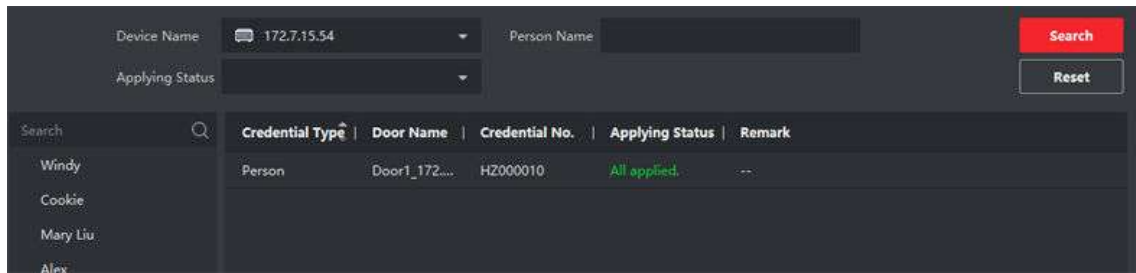 Device Name 172.7.15.54 Person Name Search
Applying Status Reset
Search Credential Type Door Name Credential No. Applying Status Remark
Windy Person Door1_172.... HZ000010 All applied. --
Cookie
Mary Liu
Alex